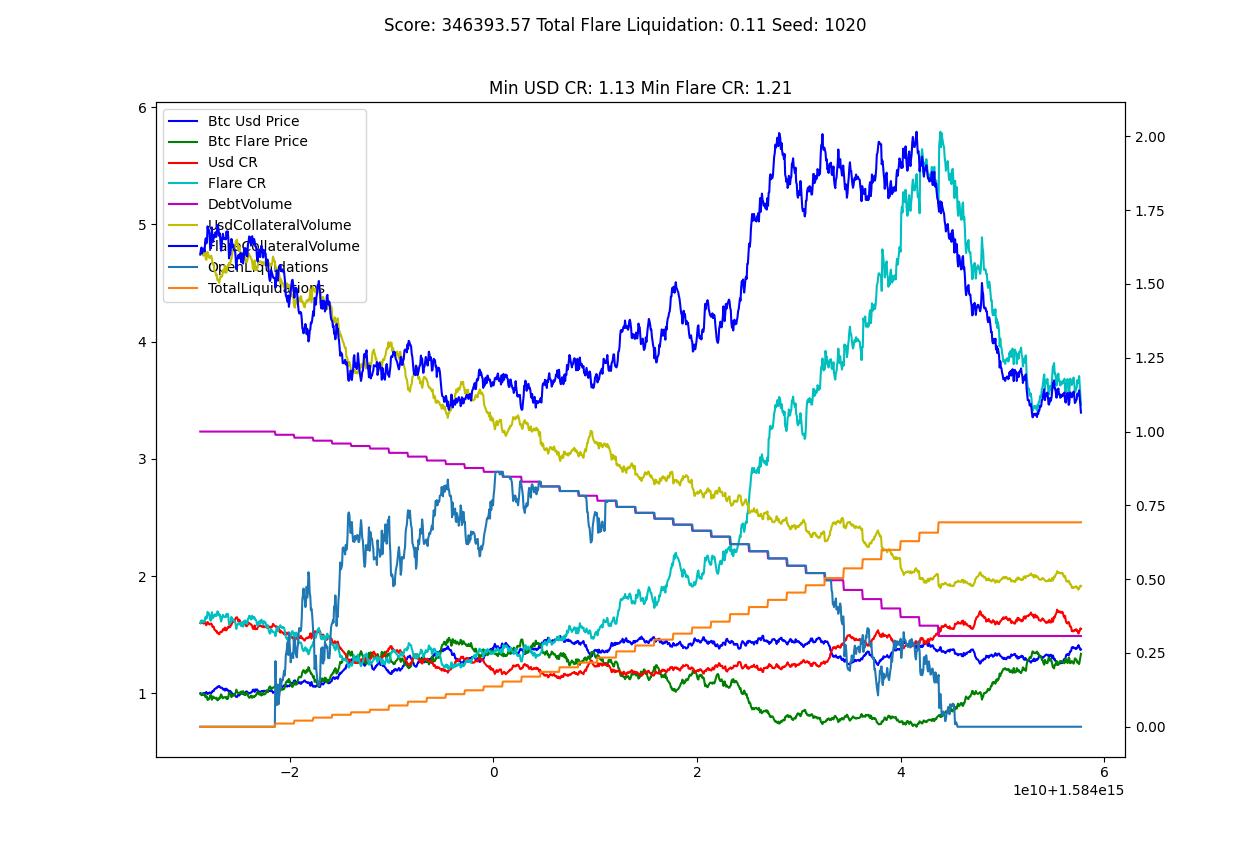 Score: 346393.57 Total Flare Liquidation: 0.11 Seed: 1020
Min USD CR: 1.13 Min Flare CR: 1.21
Btc Usd Price
Btc Flare Price
Usd CR
Flare CR
DebtVolume
UsdCollateralVolume
FlareCollateralVolume
OpenLiquidations
TotalLiquidations
6
5
4
3
2
1
2.00
1.75
1.50
1.25
1.00
0.75
0.50
0.25
0.00
−2
0
2
4
6
1e10+1.584e15